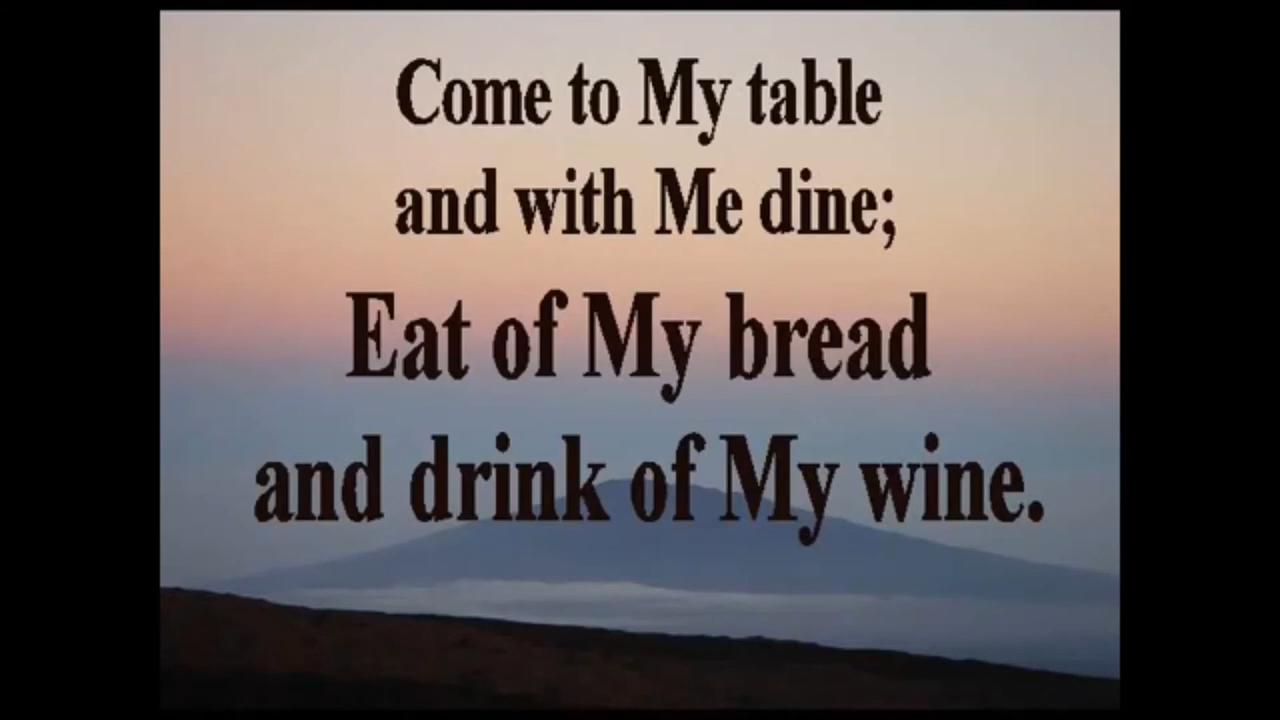 Come to My table
and with Me dine;
Eat of My bread
and drink of My wine.